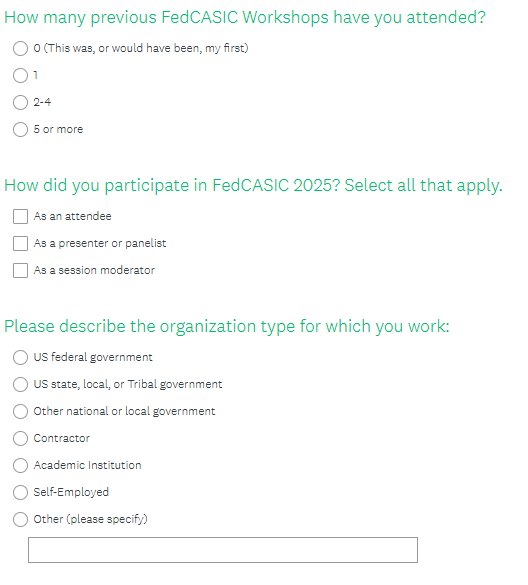 How many previous FedCASIC Workshops have you attended?
0 (This was, or would have been, my first)
1
2-4
5 or more
How did you participate in FedCASIC 2025? Select all that apply.
As an attendee
As a presenter or panelist
As a session moderator
Please describe the organization type for which you work:
US federal government
US state, local, or Tribal government
Other national or local government
Contractor
Academic Institution
Self-Employed
Other (please specify)